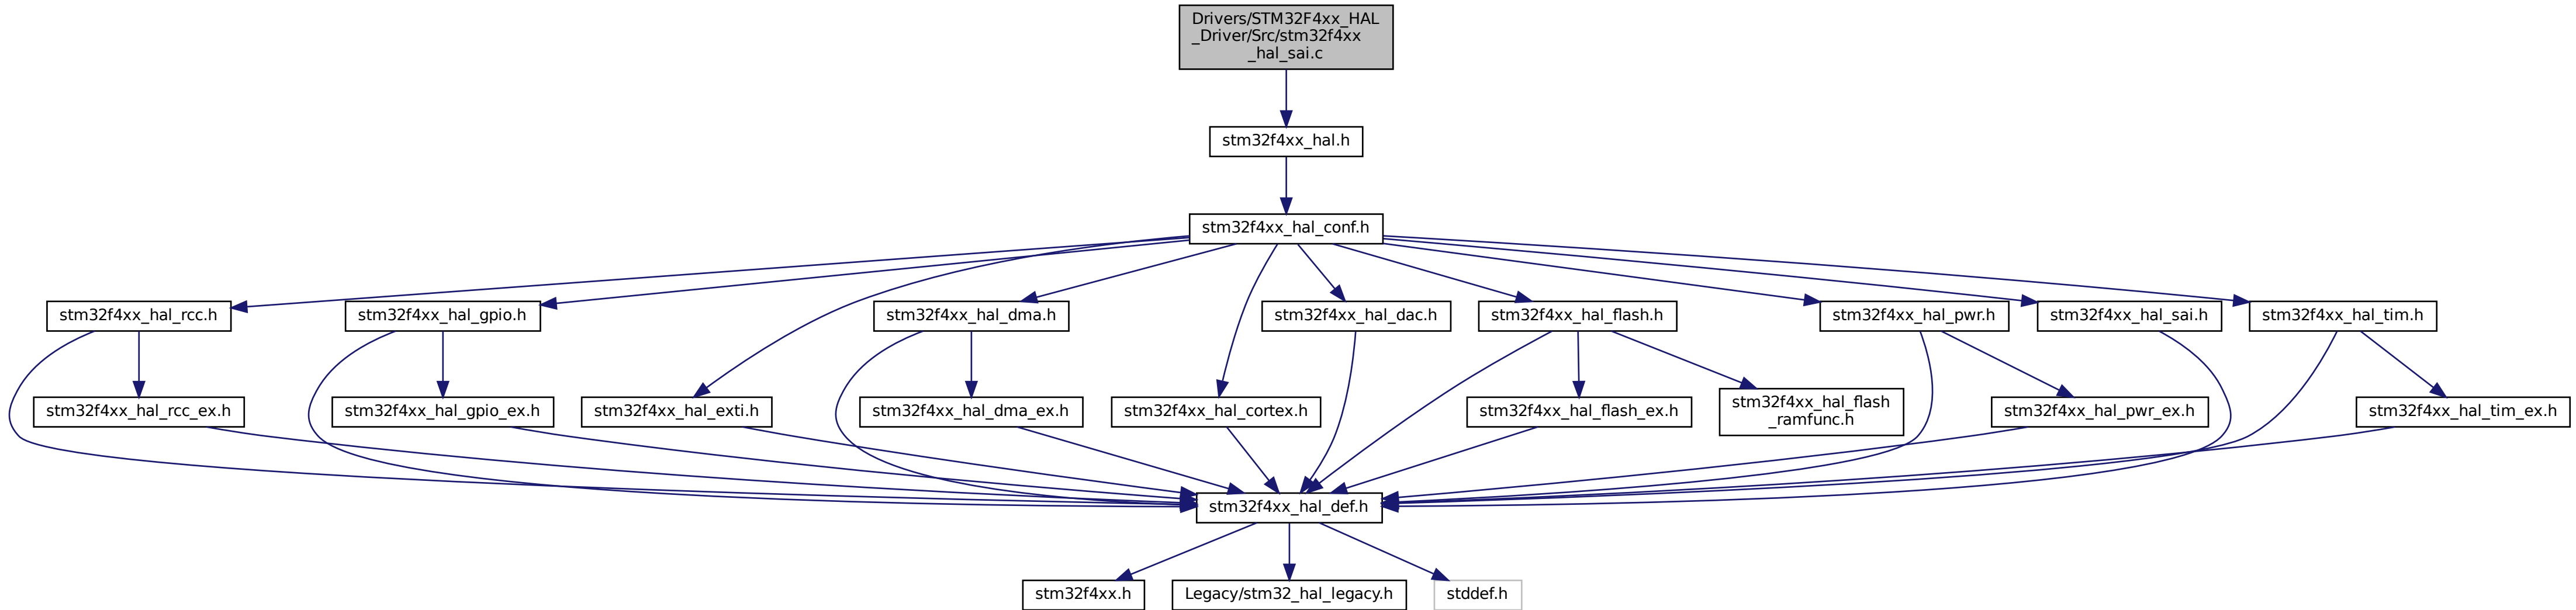 Drivers/STM32F4xx_HAL
_Driver/Src/stm32f4xx
_hal_sai.c
stm32f4xx_hal.h
stm32f4xx_hal_conf.h
stm32f4xx_hal_rcc.h
stm32f4xx_hal_gpio.h
stm32f4xx_hal_dma.h
stm32f4xx_hal_dac.h
stm32f4xx_hal_flash.h
stm32f4xx_hal_pwr.h
stm32f4xx_hal_sai.h
stm32f4xx_hal_tim.h
stm32f4xx_hal_rcc_ex.h
stm32f4xx_hal_gpio_ex.h
stm32f4xx_hal_exti.h
stm32f4xx_hal_dma_ex.h
stm32f4xx_hal_cortex.h
stm32f4xx_hal_flash_ex.h
stm32f4xx_hal_flash
_ramfunc.h
stm32f4xx_hal_pwr_ex.h
stm32f4xx_hal_tim_ex.h
stm32f4xx_hal_def.h
stm32f4xx.h
Legacy/stm32_hal_legacy.h
stddef.h